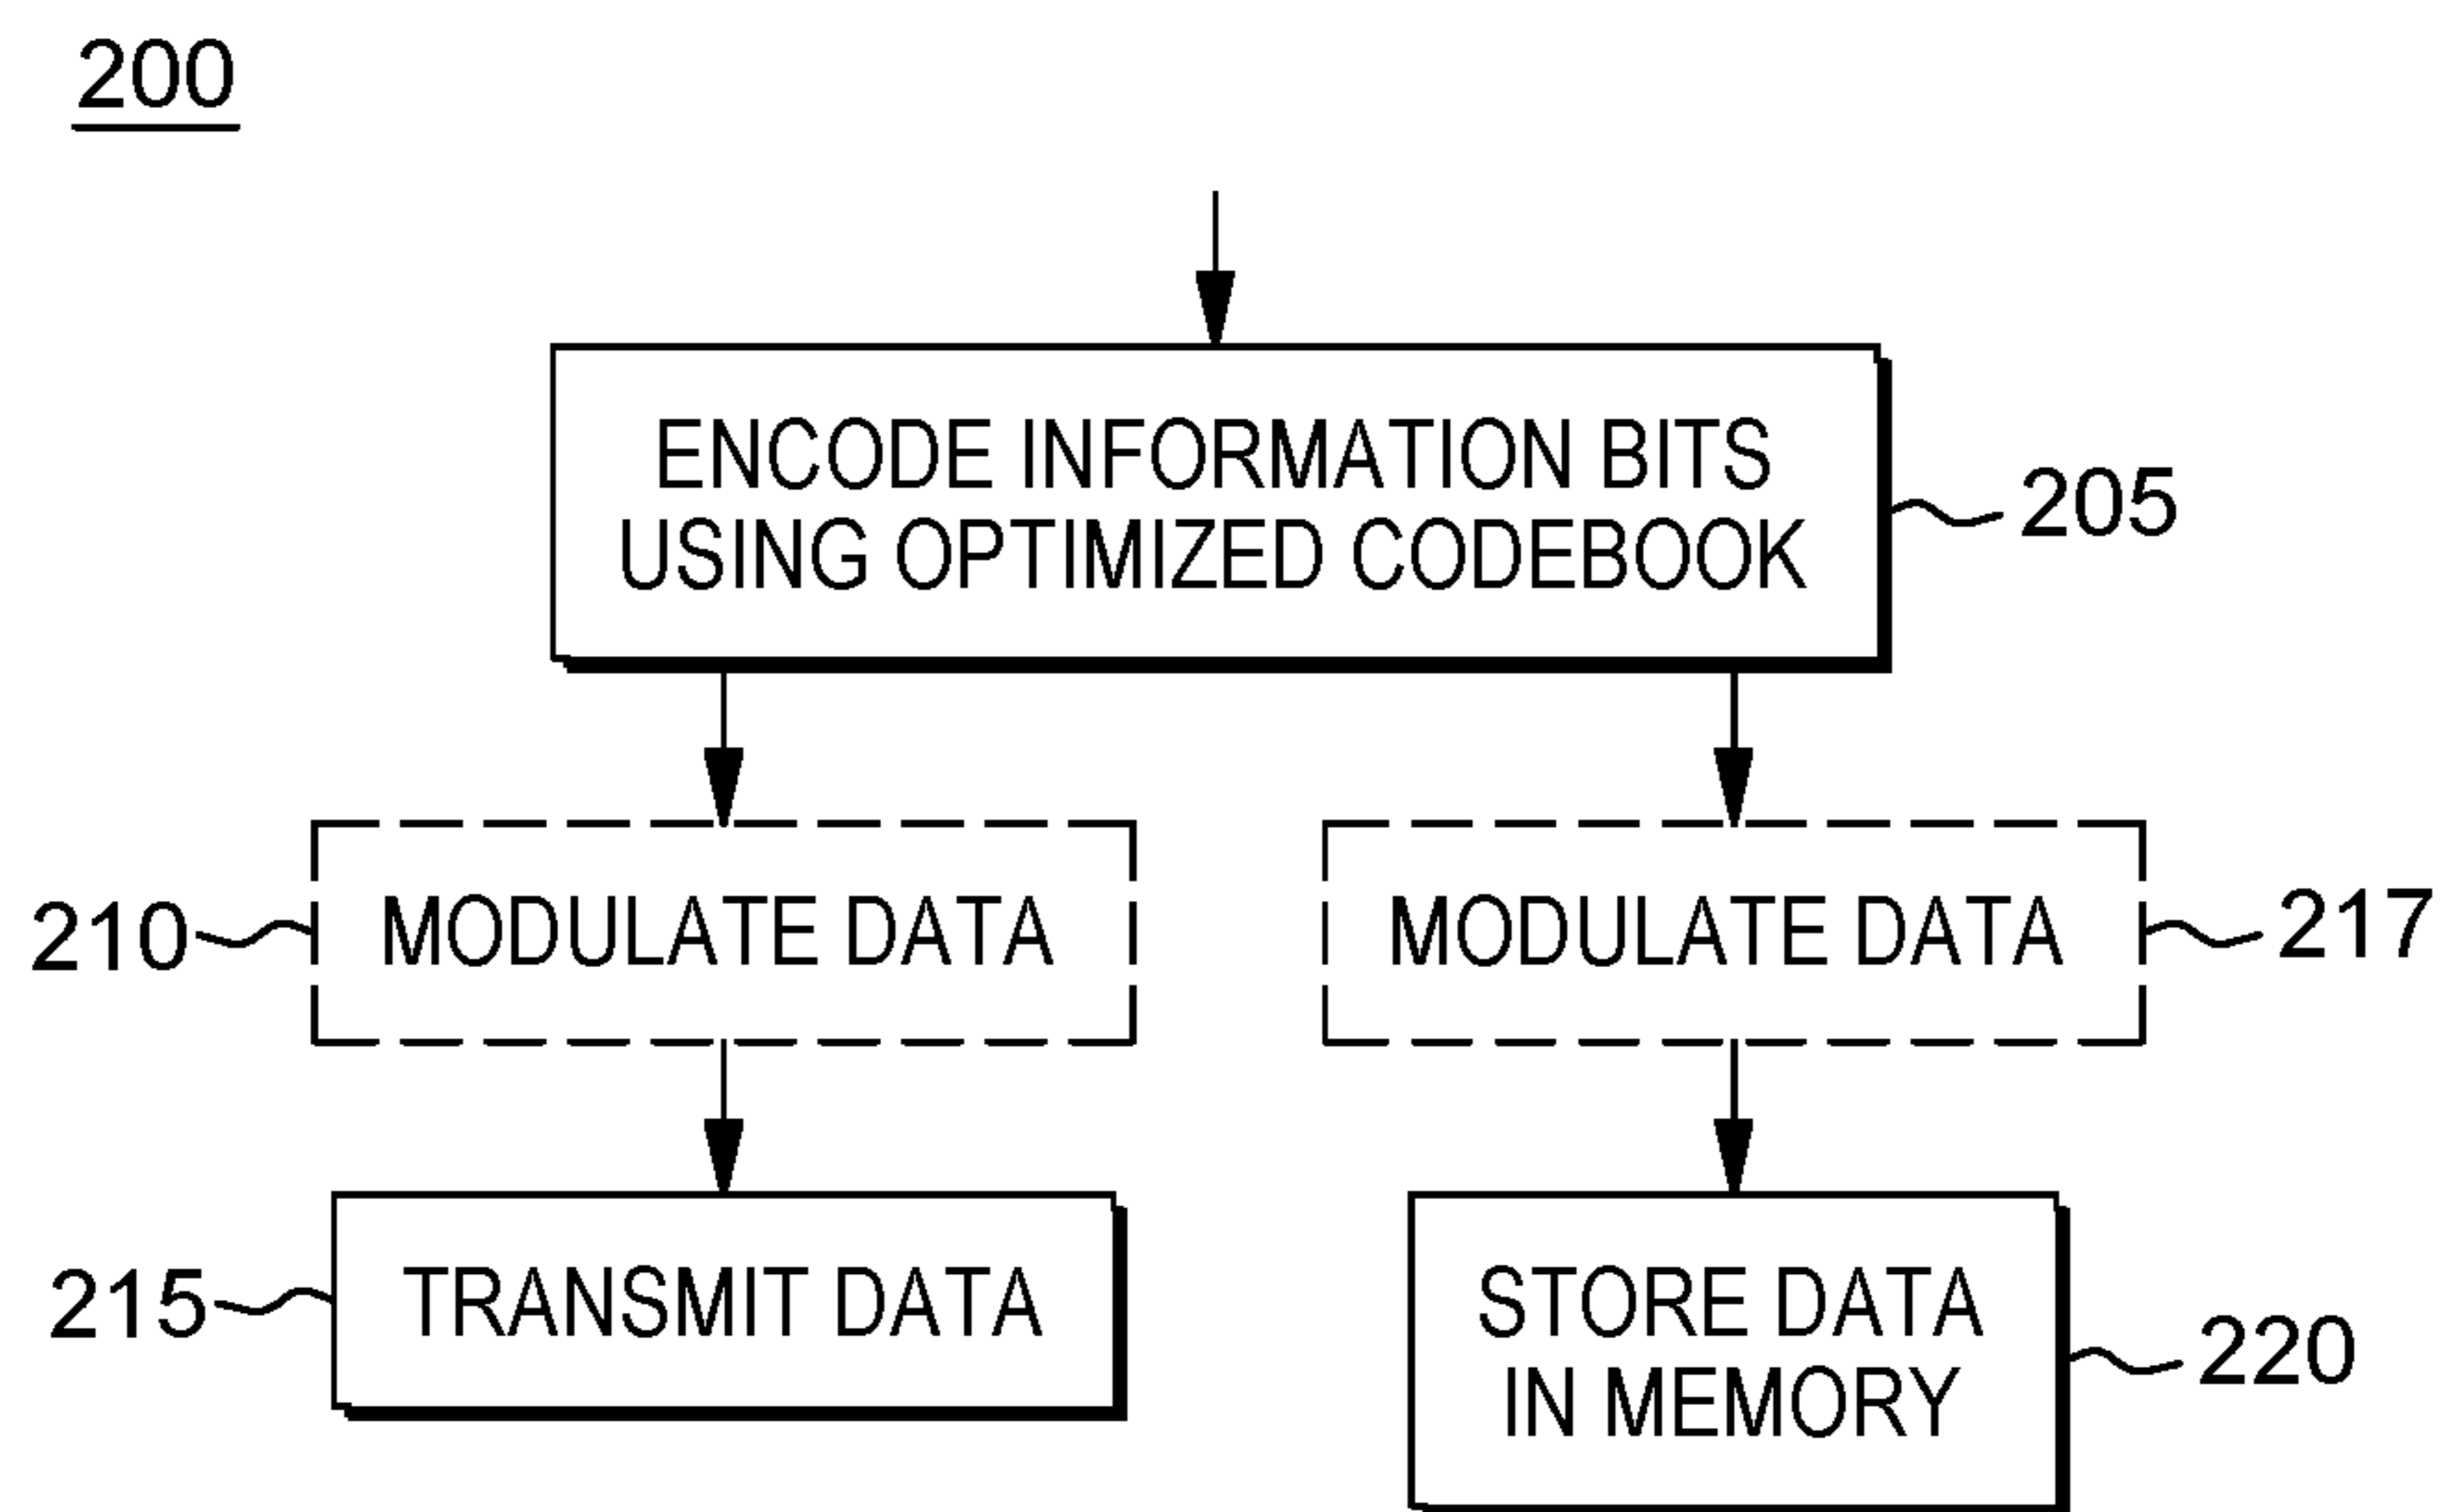 200
ENCODE INFORMATION BITS
USING OPTIMIZED CODEBOOK
205
210
MODULATE DATA
MODULATE DATA
217
215
TRANSMIT DATA
STORE DATA
IN MEMORY
220